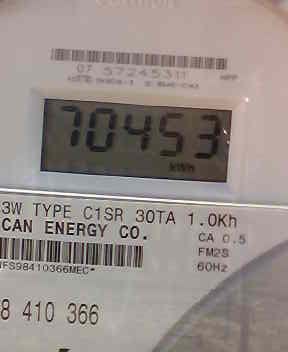 07 57245311
70453
kWh
3W TYPE C1SR 30TA 1.0Kh
CAN ENERGY CO.
CA 0.5
FM2S
60Hz
8 410 366